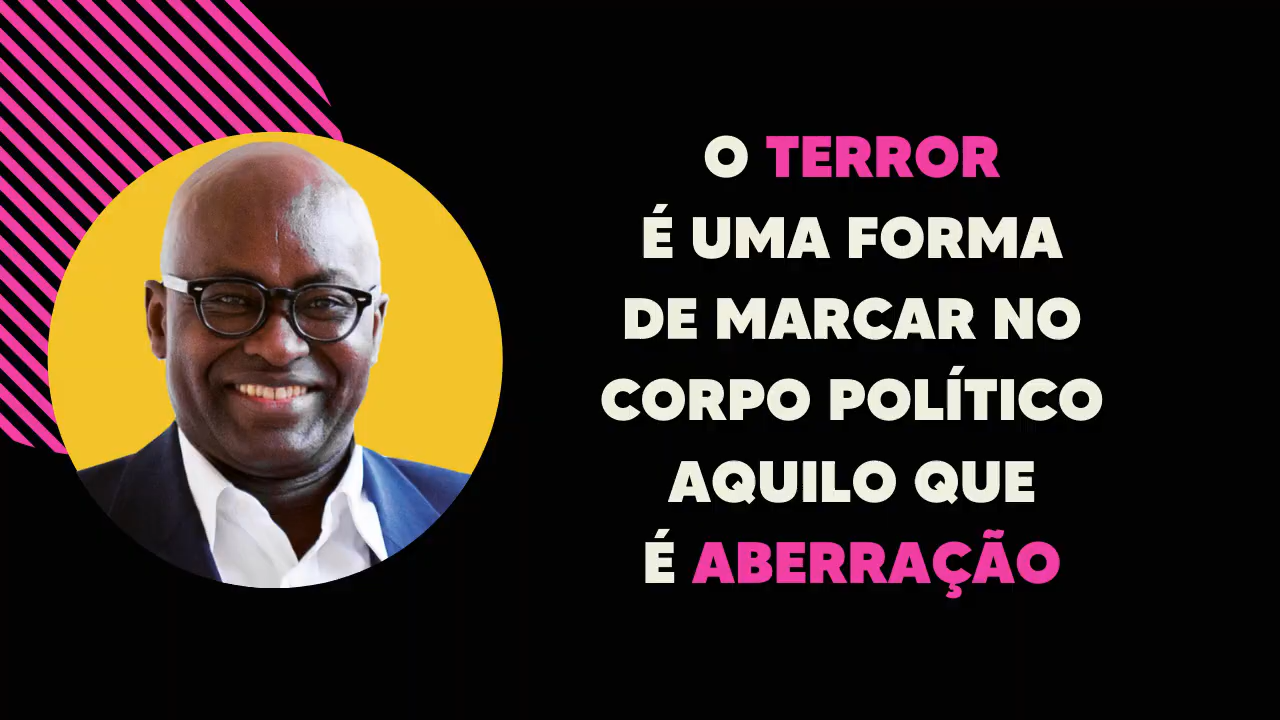 O TERROR
É UMA FORMA
DE MARCAR NO
CORPO POLÍTICO
AQUILO QUE
É ABERRAÇÃO